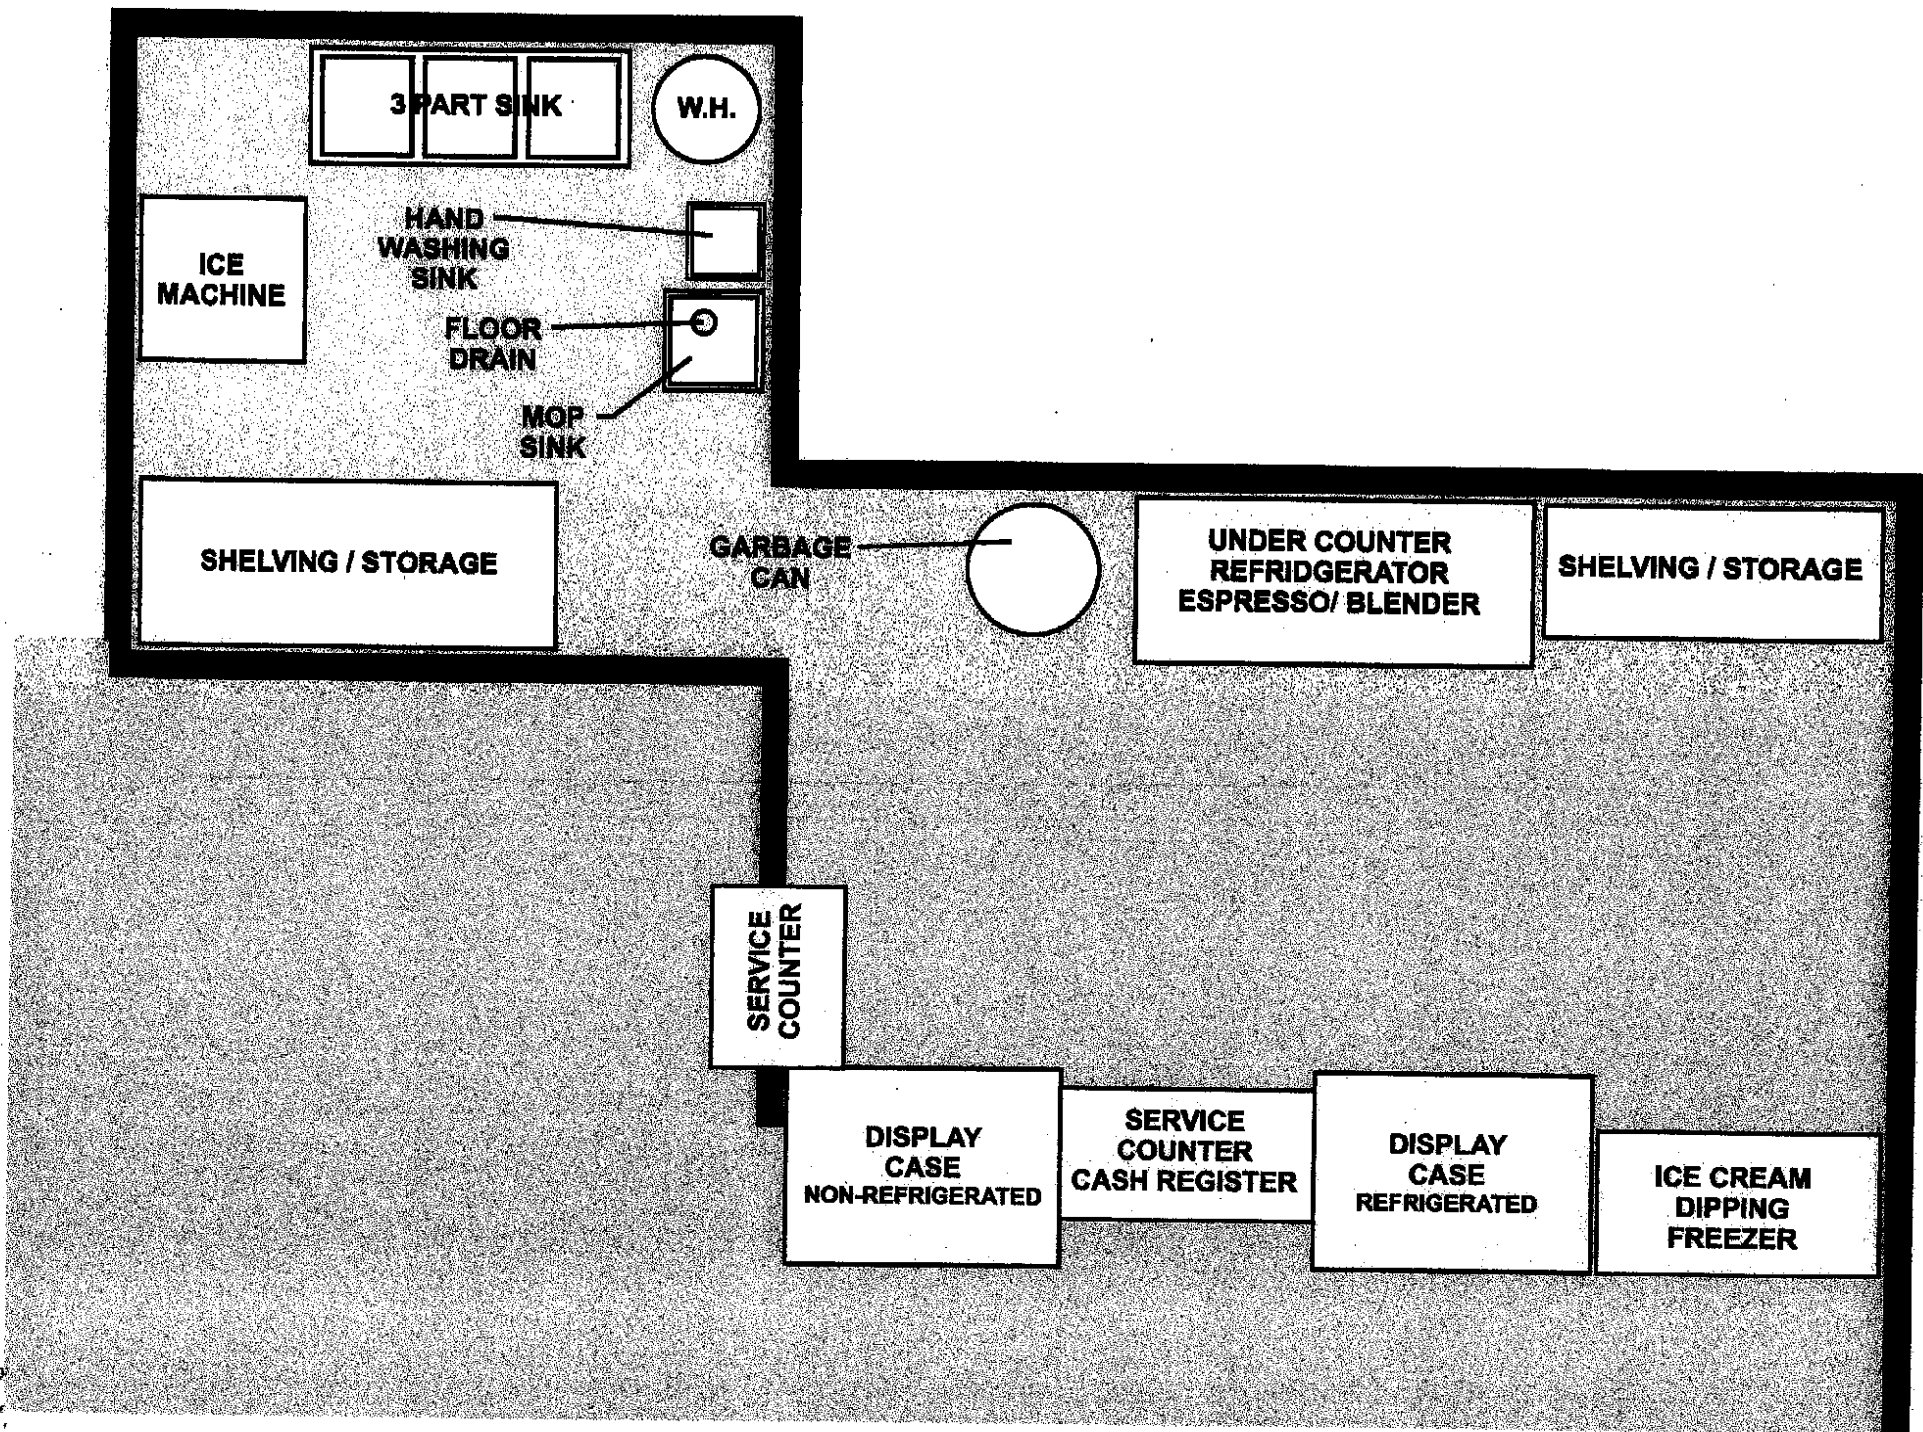 3 PART SINK
W.H.
HAND
WASHING
SINK
ICE
MACHINE
FLOOR
DRAIN
MOP
SINK
SHELVING / STORAGE
GARBAGE
CAN
UNDER COUNTER
REFRIDGERATOR
ESPRESSO/ BLENDER
SHELVING / STORAGE
SERVICE
COUNTER
DISPLAY
CASE
NON-REFRIGERATED
SERVICE
COUNTER
CASH REGISTER
DISPLAY
CASE
REFRIGERATED
ICE CREAM
DIPPING
FREEZER